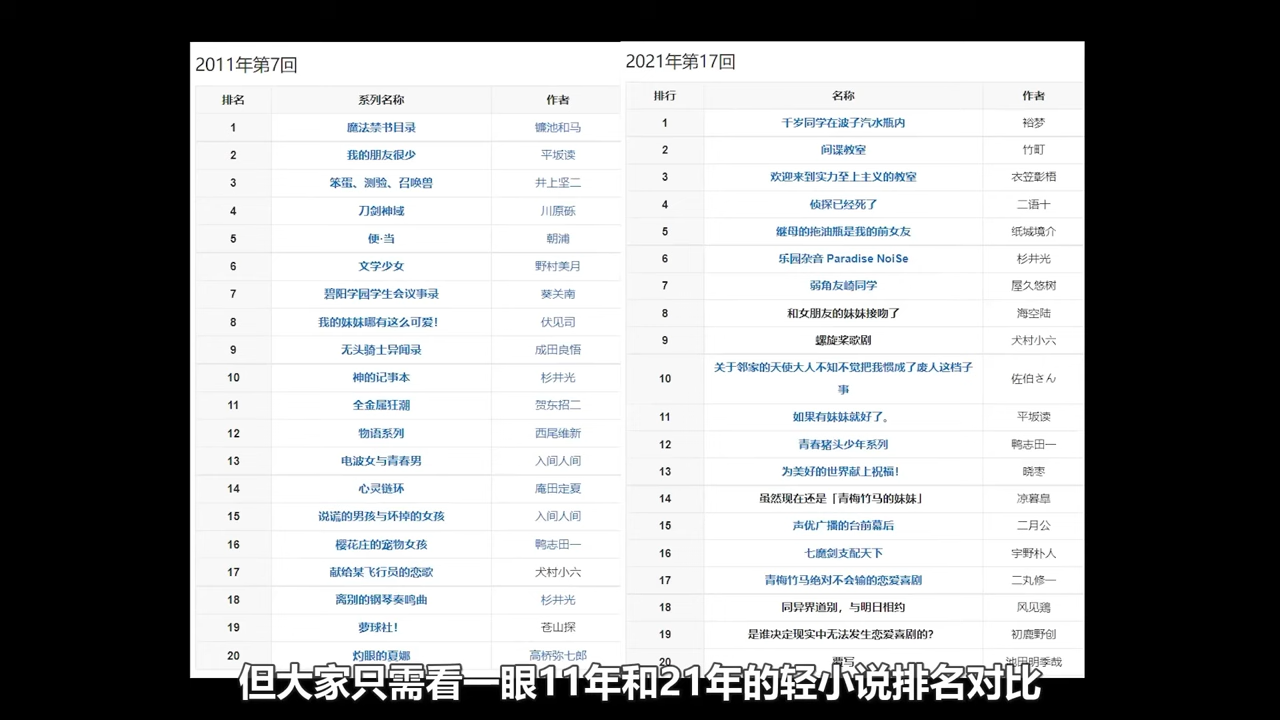 2011年第7回
排名 系列名称 作者
1 魔法禁书目录 镰池和马
2 我的朋友很少 平坂读
3 笨蛋、测验、召唤兽 井上坚二
4 刀剑神域 川原砾
5 便·当 朝浦
6 文学少女 野村美月
7 碧阳学园学生会议事录 葵关南
8 我的妹妹哪有这么可爱！ 伏见司
9 无头骑士异闻录 成田良悟
10 神的记事本 杉井光
11 全金属狂潮 贺东招二
12 物语系列 西尾维新
13 电波女与青春男 入间人间
14 心灵链环 庵田定夏
15 说谎的男孩与坏掉的女孩 入间人间
16 樱花庄的宠物女孩 鸭志田一
17 献给某飞行员的恋歌 犬村小六
18 离别的钢琴奏鸣曲 杉井光
19 萝球社！ 苍山探
20 灼眼的夏娜 高桥弥七郎
2021年第17回
排行 名称 作者
1 千岁同学在波子汽水瓶内 裕梦
2 间谍教室 竹町
3 欢迎来到实力至上主义的教室 衣笠彰梧
4 侦探已经死了 二语十
5 继母的拖油瓶是我的前女友 纸城境介
6 乐园杂音 Paradise NoiSe 杉井光
7 弱角友崎同学 屋久悠树
8 和女朋友的妹妹接吻了 海空陆
9 螺旋桨歌剧 犬村小六
10 关于邻家的天使大人不知不觉把我惯成了废人这档子
事 佐伯さん
11 如果有妹妹就好了。 平坂读
12 青春猪头少年系列 鸭志田一
13 为美好的世界献上祝福！ 晓枣
14 虽然现在还是「青梅竹马的妹妹」 凉暮皐
15 声优广播的台前幕后 二月公
16 七魔剑支配天下 宇野朴人
17 青梅竹马绝对不会输的恋爱喜剧 二丸修一
18 同异界道别，与明日相约 风见鸡
19 是谁决定现实中无法发生恋爱喜剧的？ 初鹿野创
20
但大家只需看一眼11年和21年的轻小说排名对比